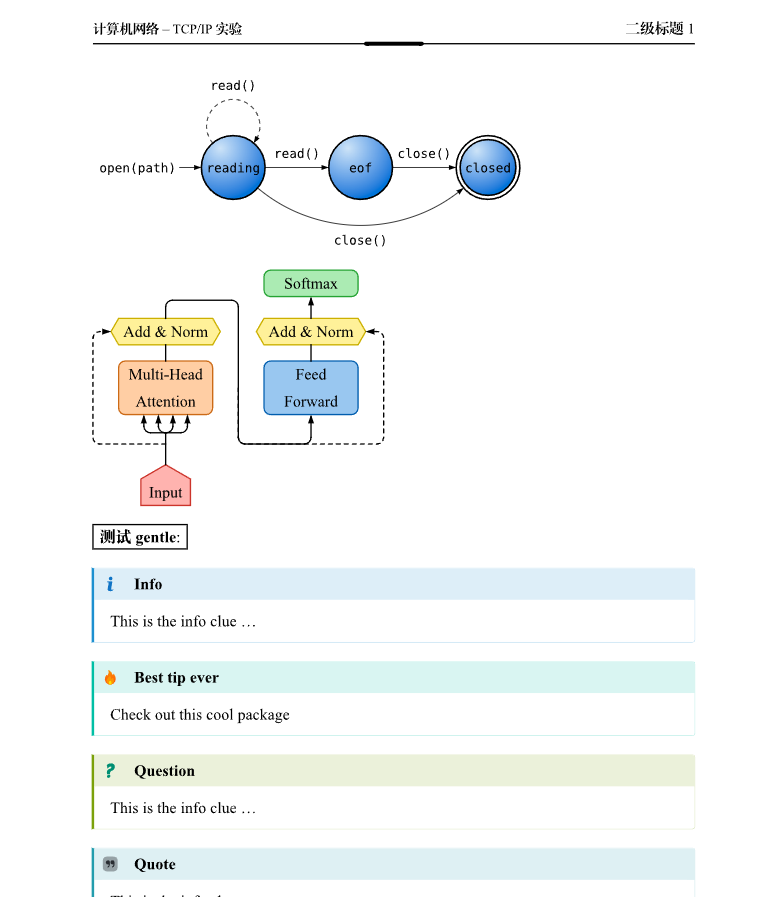 计算机网络 – TCP/IP 实验
二级标题 1
read()
open(path)
reading
read()
eof
close()
closed
close()
Softmax
Add & Norm
Add & Norm
Multi-Head
Attention
Feed
Forward
Input
测试 gentle:
Info
This is the info clue …
Best tip ever
Check out this cool package
Question
This is the info clue …
Quote